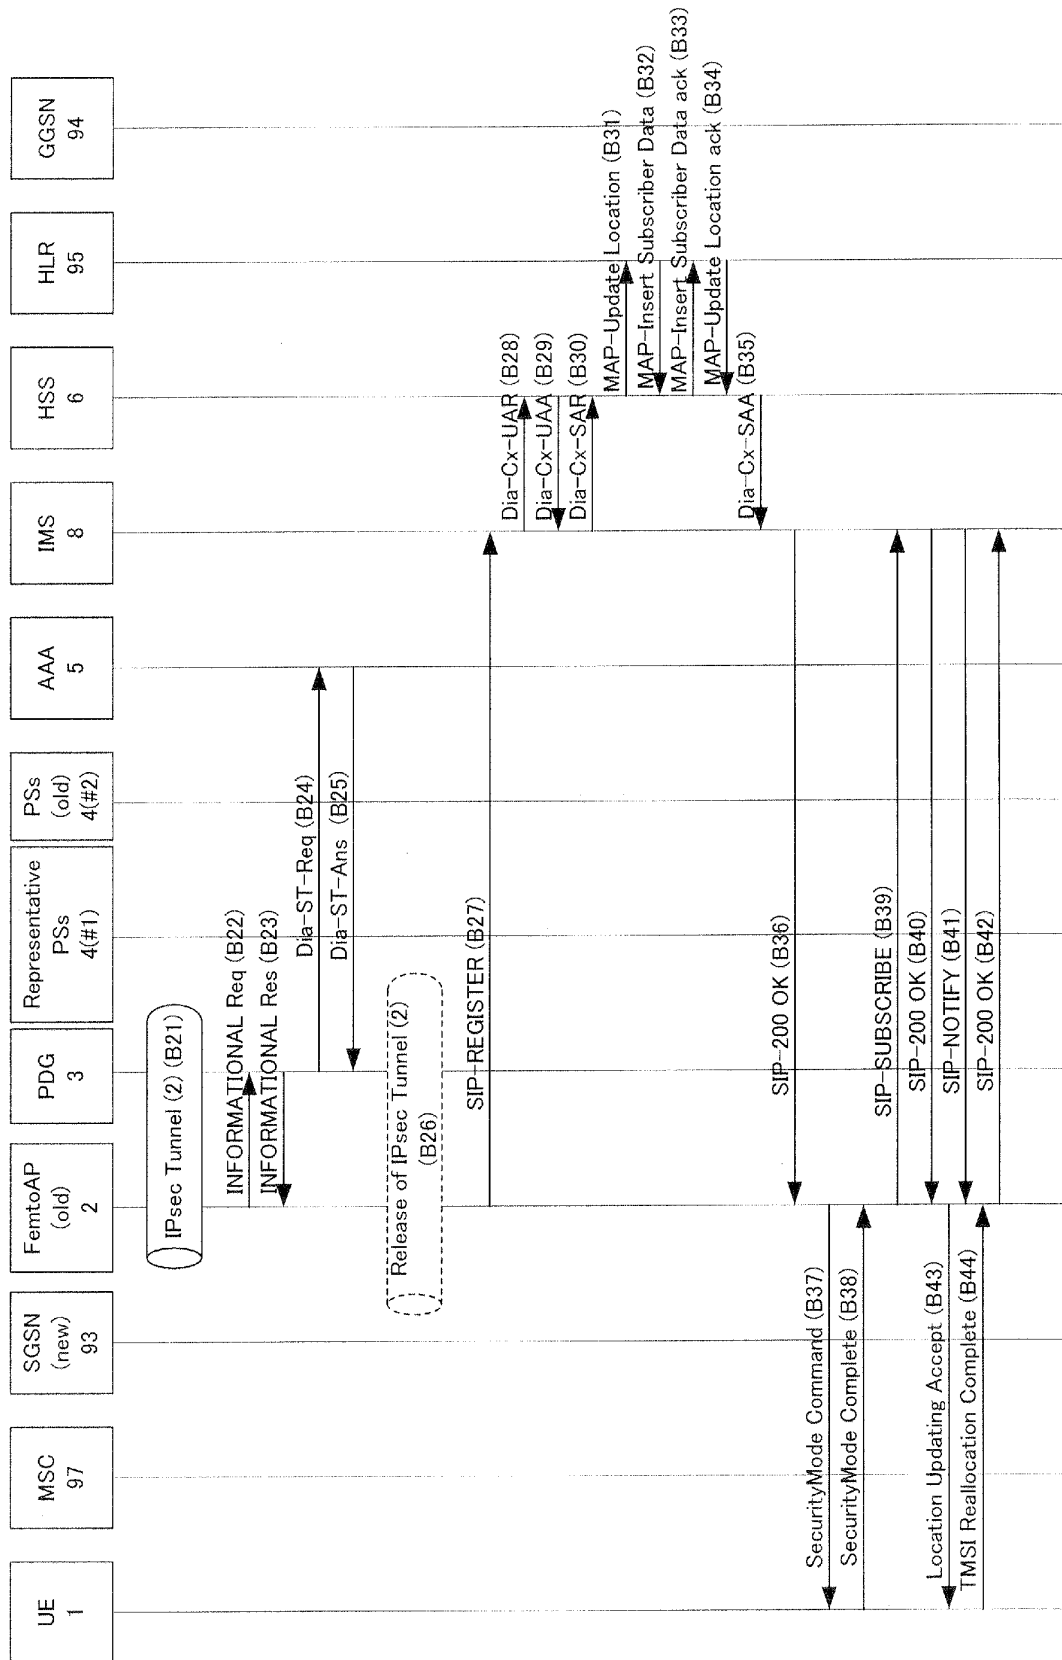 UE
1
MSC
97
SGSN
(new)
93
FemtoAP
(old)
2
PDG
3
Representative
PSs
4(#1)
PSs
(old)
4(#2)
AAA
5
IMS
8
HSS
6
HLR
95
GGSN
94
IPsec Tunnel (2) (B21)
INFORMATIONAL Req (B22)
INFORMATIONAL Res (B23)
Dia-ST-Req (B24)
Dia-ST-Ans (B25)
Release of IPsec Tunnel (2)
(B26)
SIP-REGISTER (B27)
Dia-Cx-UAR (B28)
Dia-Cx-UAA (B29)
Dia-Cx-SAR (B30)
MAP-Update Location (B31)
MAP-Insert Subscriber Data (B32)
MAP-Insert Subscriber Data ack (B33)
MAP-Update Location ack (B34)
Dia-Cx-SAA (B35)
SIP-200 OK (B36)
SecurityMode Command (B37)
SecurityMode Complete (B38)
SIP-SUBSCRIBE (B39)
SIP-200 OK (B40)
SIP-NOTIFY (B41)
SIP-200 OK (B42)
Location Updating Accept (B43)
TMSI Reallocation Complete (B44)